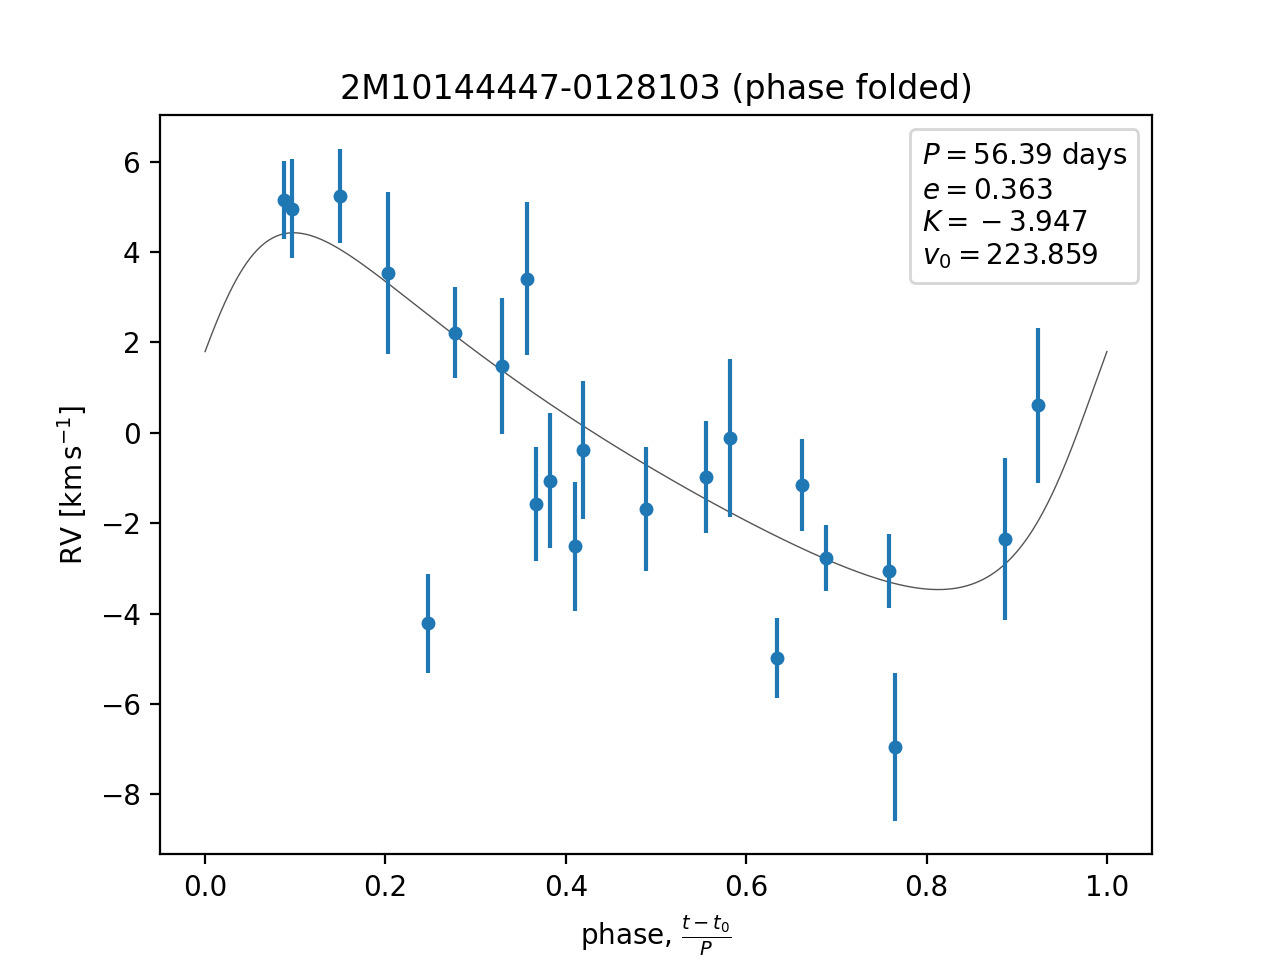 2M10144447-0128103 (phase folded)
P = 56.39 days
e = 0.363
K = −3.947
v₀ = 223.859
RV [km s⁻¹]
6
4
2
0
−2
−4
−6
−8
0.0 0.2 0.4 0.6 0.8 1.0
phase, (t − t₀)/P